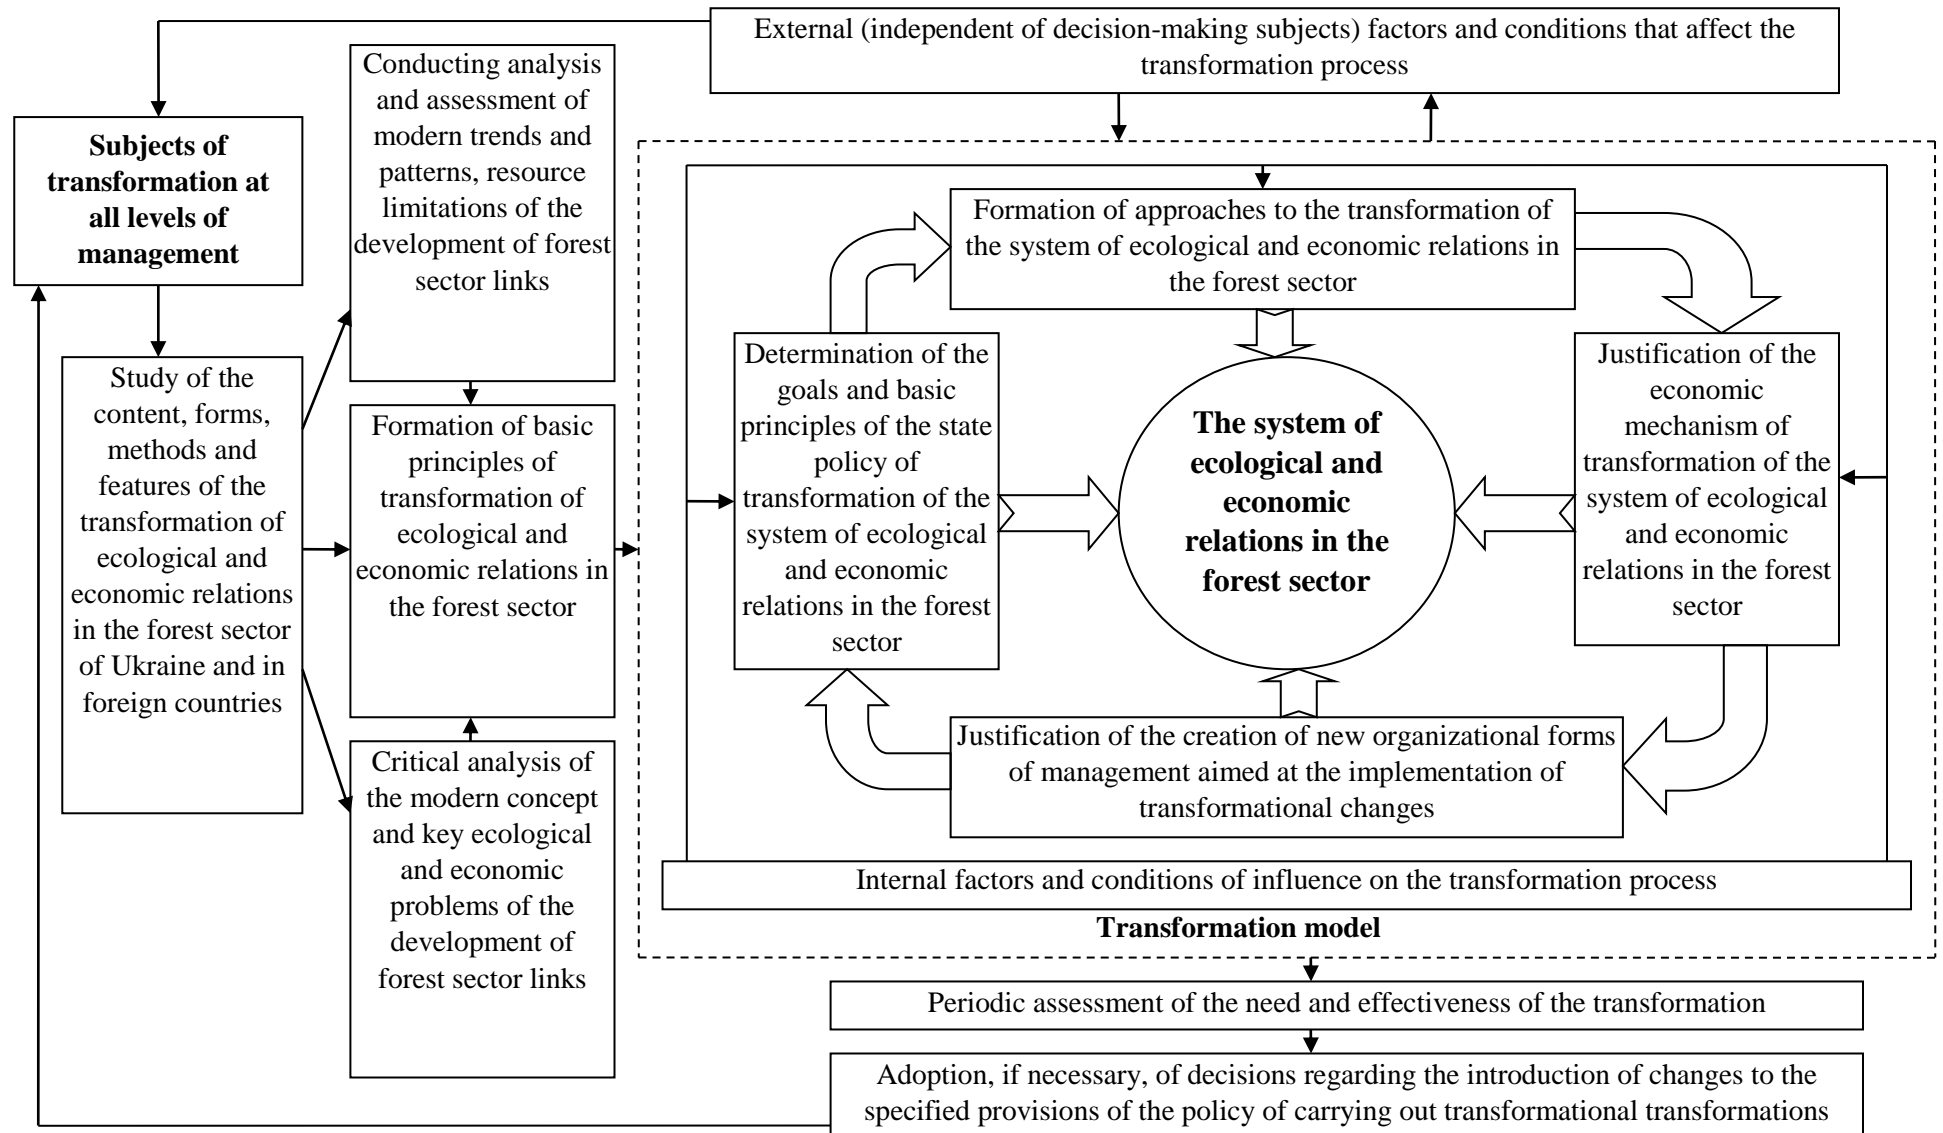 External (independent of decision-making subjects) factors and conditions that affect the
transformation process
Subjects of
transformation at
all levels of
management
Study of the
content, forms,
methods and
features of the
transformation of
ecological and
economic relations
in the forest sector
of Ukraine and in
foreign countries
Conducting analysis
and assessment of
modern trends and
patterns, resource
limitations of the
development of forest
sector links
Formation of basic
principles of
transformation of
ecological and
economic relations in
the forest sector
Critical analysis of
the modern concept
and key ecological
and economic
problems of the
development of
forest sector links
Formation of approaches to the transformation of
the system of ecological and economic relations in
the forest sector
Determination of the
goals and basic
principles of the state
policy of
transformation of the
system of ecological
and economic
relations in the forest
sector
The system of
ecological and
economic
relations in the
forest sector
Justification of the
economic
mechanism of
transformation of the
system of ecological
and economic
relations in the forest
sector
Justification of the creation of new organizational forms
of management aimed at the implementation of
transformational changes
Internal factors and conditions of influence on the transformation process
Transformation model
Periodic assessment of the need and effectiveness of the transformation
Adoption, if necessary, of decisions regarding the introduction of changes to the
specified provisions of the policy of carrying out transformational transformations